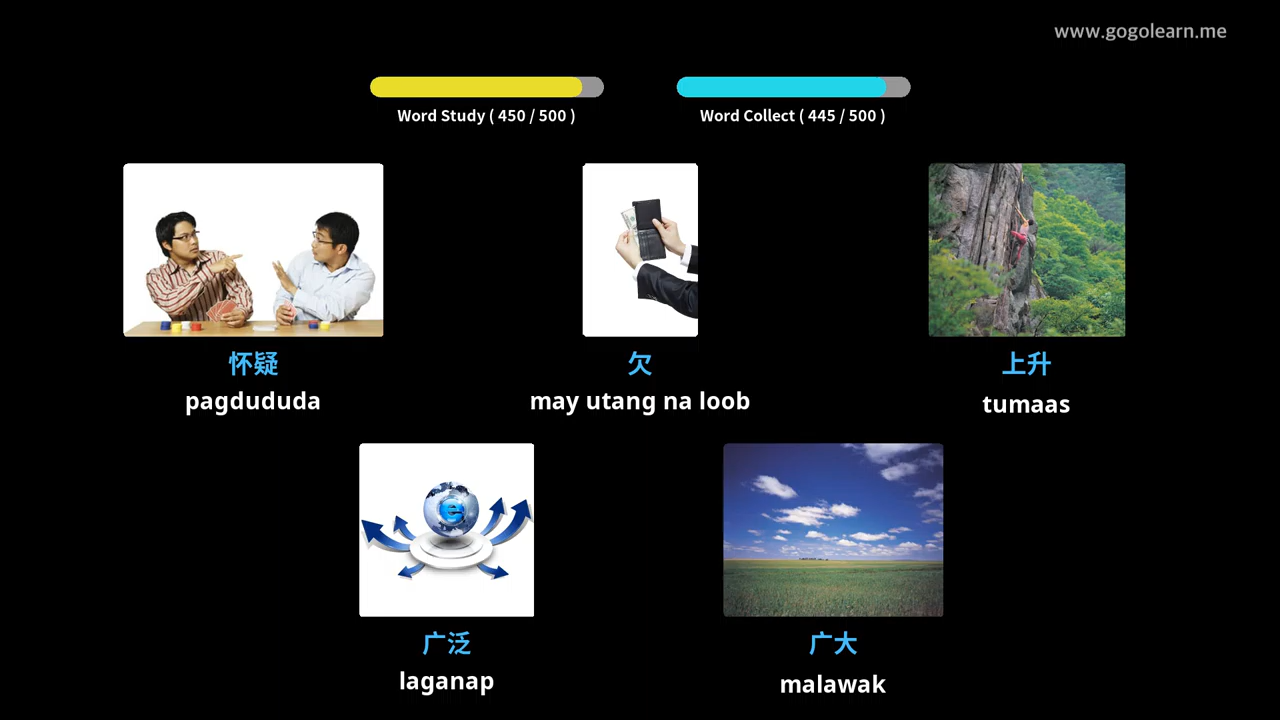 www.gogolearn.me
Word Study ( 450 / 500 )
Word Collect ( 445 / 500 )
怀疑
pagdududa
欠
may utang na loob
上升
tumaas
e
广泛
laganap
广大
malawak